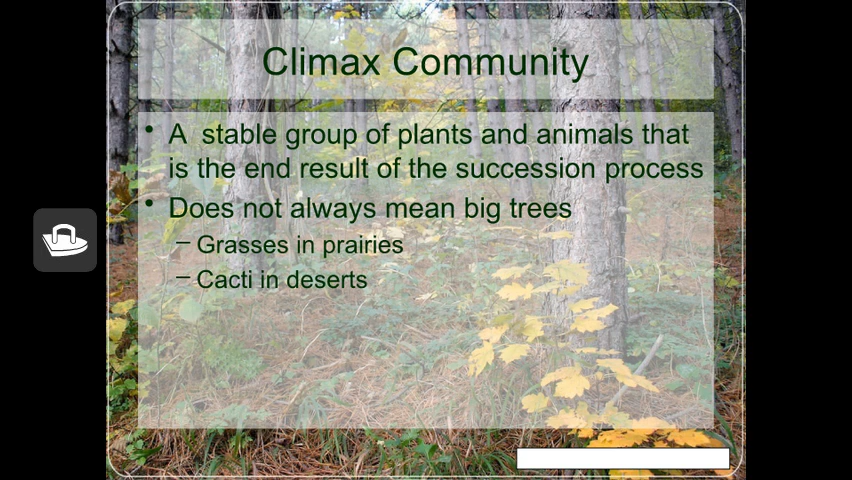 Climax Community
• A  stable group of plants and animals that
is the end result of the succession process
• Does not always mean big trees
– Grasses in prairies
– Cacti in deserts